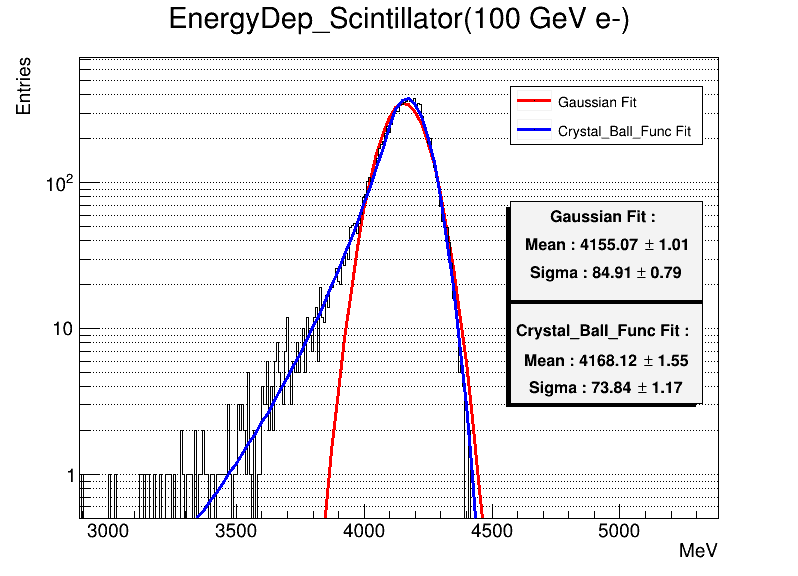 EnergyDep_Scintillator(100 GeV e-)
Entries
Gaussian Fit
Crystal_Ball_Func Fit
Gaussian Fit :
Mean : 4155.07 ± 1.01
Sigma : 84.91 ± 0.79
Crystal_Ball_Func Fit :
Mean : 4168.12 ± 1.55
Sigma : 73.84 ± 1.17
10²
10
1
3000 3500 4000 4500 5000
MeV